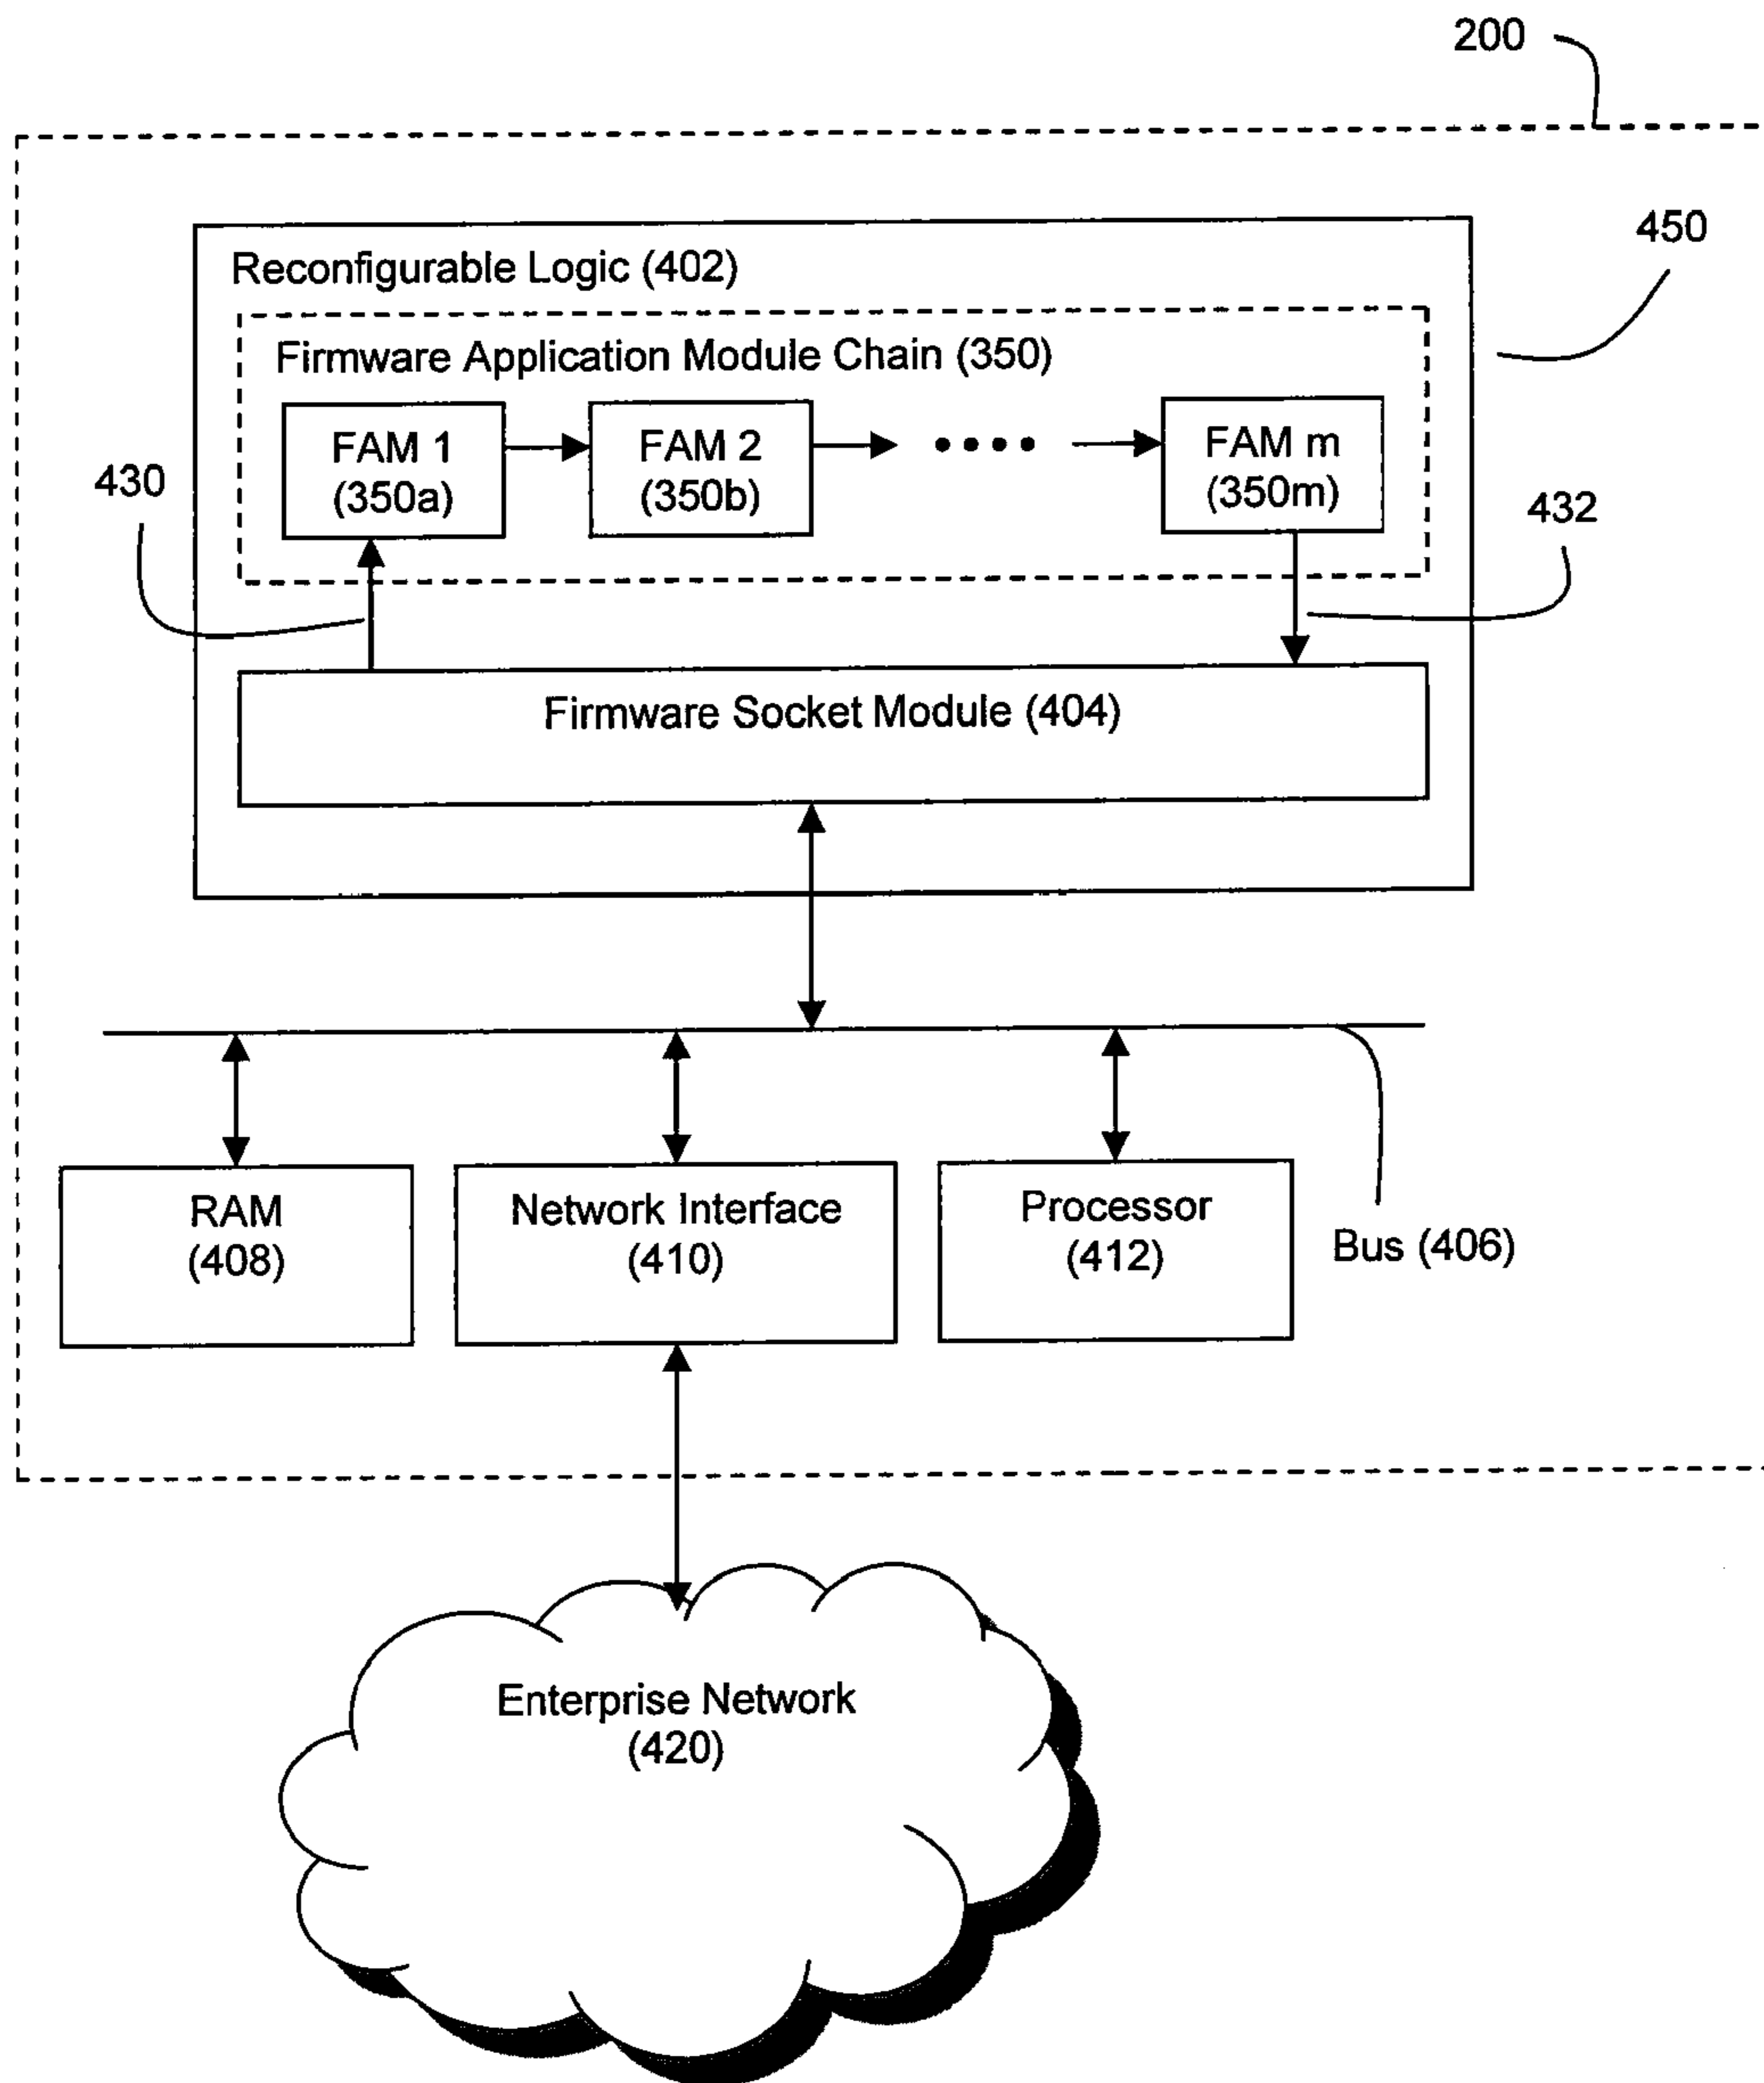 200
450
Reconfigurable Logic (402)
Firmware Application Module Chain (350)
FAM 1
(350a)
FAM 2
(350b)
FAM m
(350m)
430
432
Firmware Socket Module (404)
RAM
(408)
Network Interface
(410)
Processor
(412)
Bus (406)
Enterprise Network
(420)